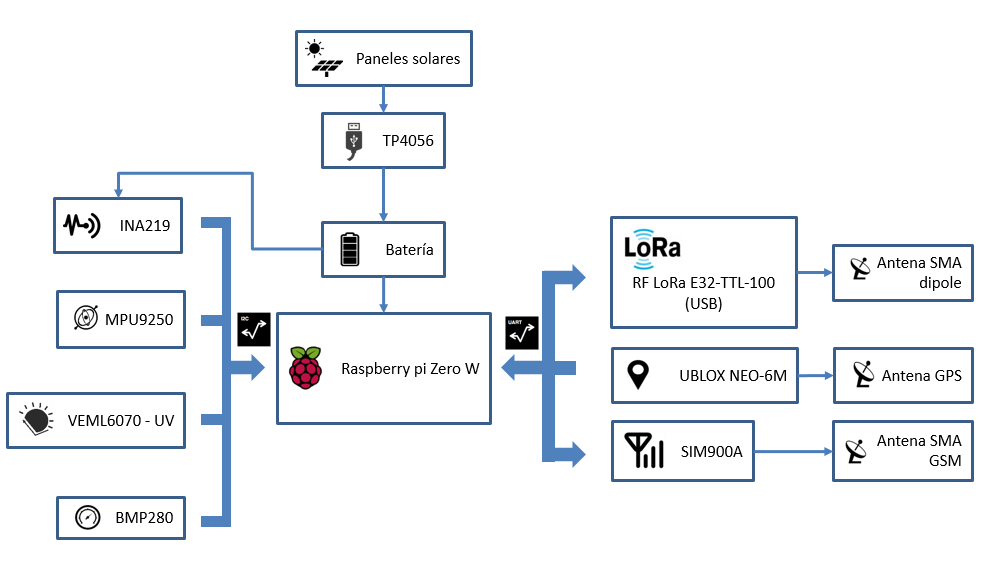 Paneles solares
TP4056
INA219
Batería
MPU9250
I2C
Raspberry pi Zero W
VEML6070 - UV
BMP280
UART
LoRa
RF LoRa E32-TTL-100
(USB)
Antena SMA
dipole
UBLOX NEO-6M
Antena GPS
SIM900A
Antena SMA
GSM